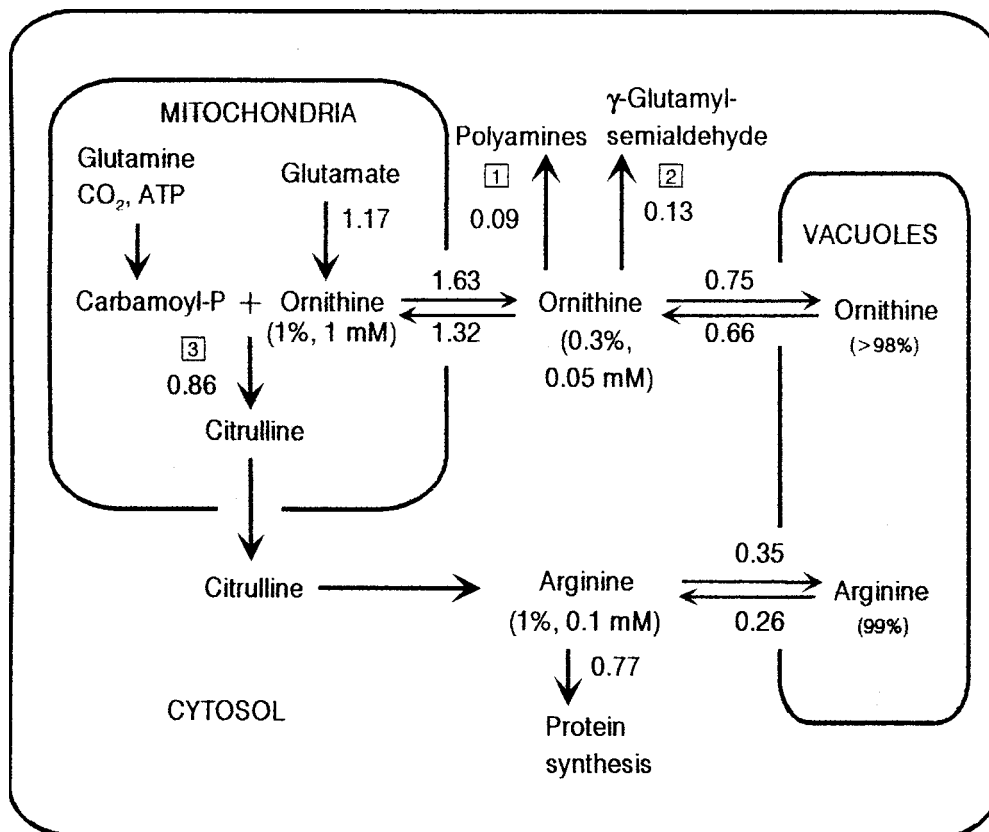 MITOCHONDRIA
Glutamine
CO₂, ATP
Glutamate
1.17
Carbamoyl-P + Ornithine
(1%, 1 mM)
3
0.86
Citrulline
Polyamines
1
0.09
γ-Glutamyl-
semialdehyde
2
0.13
1.63
1.32
Ornithine
(0.3%,
0.05 mM)
0.75
0.66
VACUOLES
Ornithine
(>98%)
Citrulline
Arginine
(1%, 0.1 mM)
0.35
0.26
Arginine
(99%)
0.77
Protein
synthesis
CYTOSOL